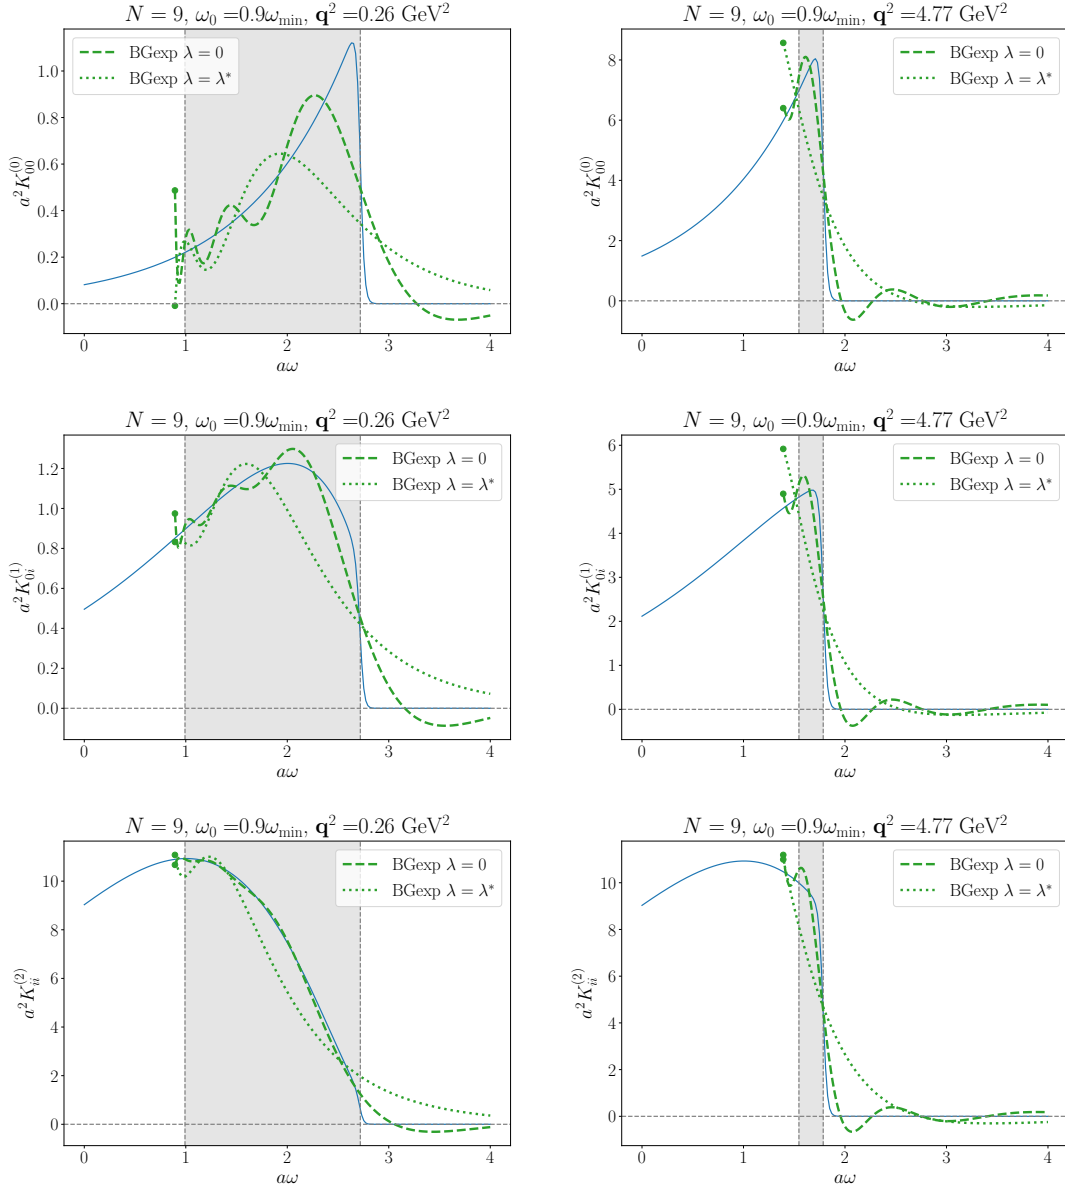 N = 9, ω₀ =0.9ω_min, q² =0.26 GeV²
BGexp λ = 0
BGexp λ = λ*
1.0
0.8
0.6
0.4
0.2
0.0
a²K₀₀⁽⁰⁾
0 1 2 3 4
aω
N = 9, ω₀ =0.9ω_min, q² =4.77 GeV²
BGexp λ = 0
BGexp λ = λ*
8
6
4
2
0
a²K₀₀⁽⁰⁾
0 1 2 3 4
aω
N = 9, ω₀ =0.9ω_min, q² =0.26 GeV²
BGexp λ = 0
BGexp λ = λ*
1.2
1.0
0.8
0.6
0.4
0.2
0.0
a²K₀ᵢ⁽¹⁾
0 1 2 3 4
aω
N = 9, ω₀ =0.9ω_min, q² =4.77 GeV²
BGexp λ = 0
BGexp λ = λ*
6
5
4
3
2
1
0
a²K₀ᵢ⁽¹⁾
0 1 2 3 4
aω
N = 9, ω₀ =0.9ω_min, q² =0.26 GeV²
BGexp λ = 0
BGexp λ = λ*
10
8
6
4
2
0
a²Kᵢᵢ⁽²⁾
0 1 2 3 4
aω
N = 9, ω₀ =0.9ω_min, q² =4.77 GeV²
BGexp λ = 0
BGexp λ = λ*
10
8
6
4
2
0
a²Kᵢᵢ⁽²⁾
0 1 2 3 4
aω